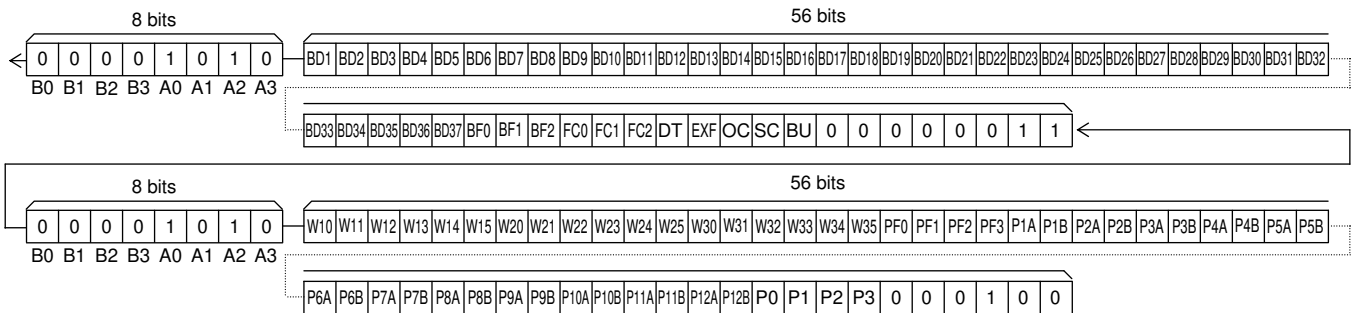 8 bits 56 bits
0 0 0 0 1 0 1 0 BD1 BD2 BD3 BD4 BD5 BD6 BD7 BD8 BD9 BD10 BD11 BD12 BD13 BD14 BD15 BD16 BD17 BD18 BD19 BD20 BD21 BD22 BD23 BD24 BD25 BD26 BD27 BD28 BD29 BD30 BD31 BD32
B0 B1 B2 B3 A0 A1 A2 A3
BD33 BD34 BD35 BD36 BD37 BF0 BF1 BF2 FC0 FC1 FC2 DT EXF OC SC BU 0 0 0 0 0 0 1 1
8 bits 56 bits
0 0 0 0 1 0 1 0 W10 W11 W12 W13 W14 W15 W20 W21 W22 W23 W24 W25 W30 W31 W32 W33 W34 W35 PF0 PF1 PF2 PF3 P1A P1B P2A P2B P3A P3B P4A P4B P5A P5B
B0 B1 B2 B3 A0 A1 A2 A3
P6A P6B P7A P7B P8A P8B P9A P9B P10A P10B P11A P11B P12A P12B P0 P1 P2 P3 0 0 0 1 0 0